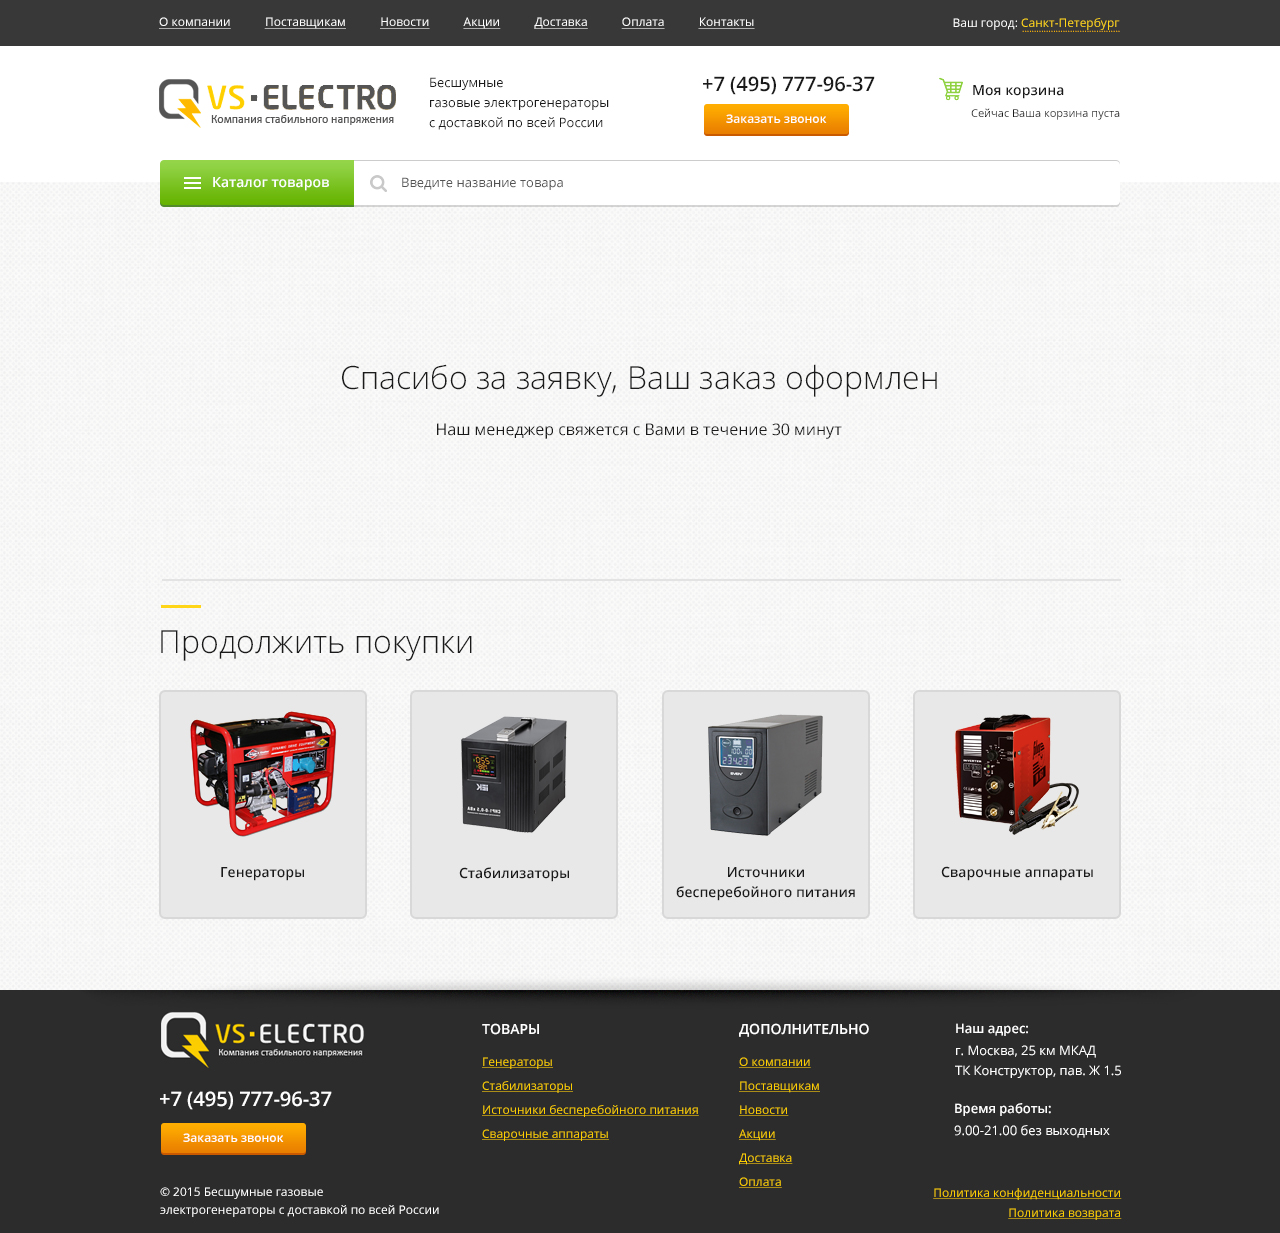 О компании Поставщикам Новости Акции Доставка Оплата Контакты Ваш город: Санкт-Петербург
VS·ELECTRO
Компания стабильного напряжения
Бесшумные
газовые электрогенераторы
с доставкой по всей России
+7 (495) 777-96-37
Заказать звонок
Моя корзина
Сейчас Ваша корзина пуста
Каталог товаров
Введите название товара
Спасибо за заявку, Ваш заказ оформлен
Наш менеджер свяжется с Вами в течение 30 минут
Продолжить покупки
Генераторы
Стабилизаторы
Источники
бесперебойного питания
Сварочные аппараты
VS·ELECTRO
Компания стабильного напряжения
+7 (495) 777-96-37
Заказать звонок
© 2015 Бесшумные газовые
электрогенераторы с доставкой по всей России
ТОВАРЫ
Генераторы
Стабилизаторы
Источники бесперебойного питания
Сварочные аппараты
ДОПОЛНИТЕЛЬНО
О компании
Поставщикам
Новости
Акции
Доставка
Оплата
Наш адрес:
г. Москва, 25 км МКАД
ТК Конструктор, пав. Ж 1.5
Время работы:
9.00-21.00 без выходных
Политика конфиденциальности
Политика возврата